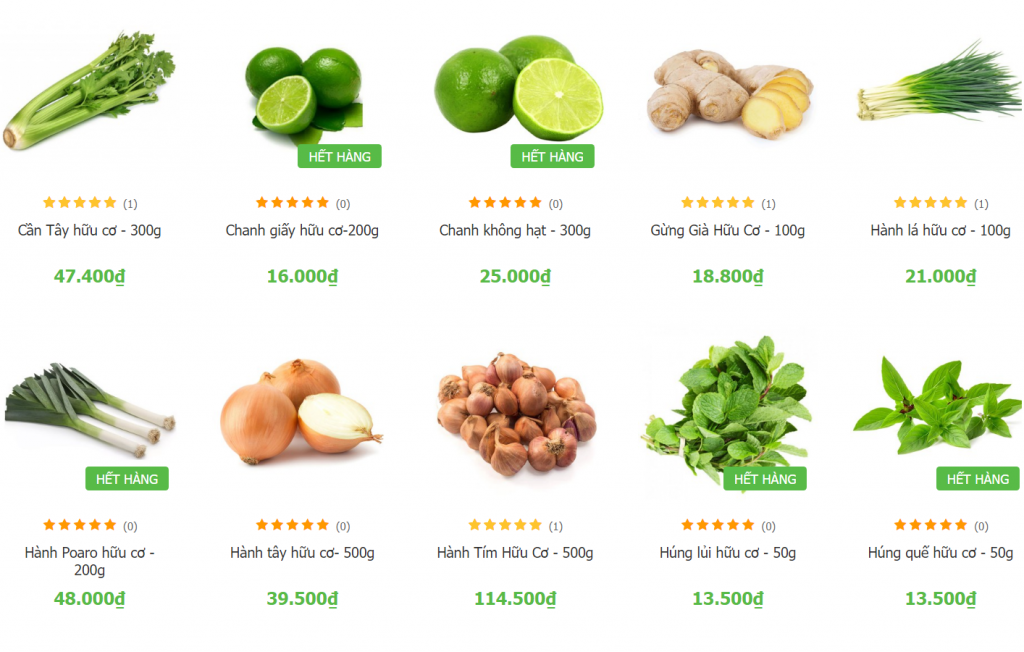 HẾT HÀNG
HẾT HÀNG
(1)
(0)
(0)
(1)
(1)
Cần Tây hữu cơ - 300g
Chanh giấy hữu cơ-200g
Chanh không hạt - 300g
Gừng Già Hữu Cơ - 100g
Hành lá hữu cơ - 100g
47.400₫
16.000₫
25.000₫
18.800₫
21.000₫
HẾT HÀNG
HẾT HÀNG
HẾT HÀNG
(0)
(0)
(1)
(0)
(0)
Hành Poaro hữu cơ -
200g
Hành tây hữu cơ- 500g
Hành Tím Hữu Cơ - 500g
Húng lủi hữu cơ - 50g
Húng quế hữu cơ - 50g
48.000₫
39.500₫
114.500₫
13.500₫
13.500₫